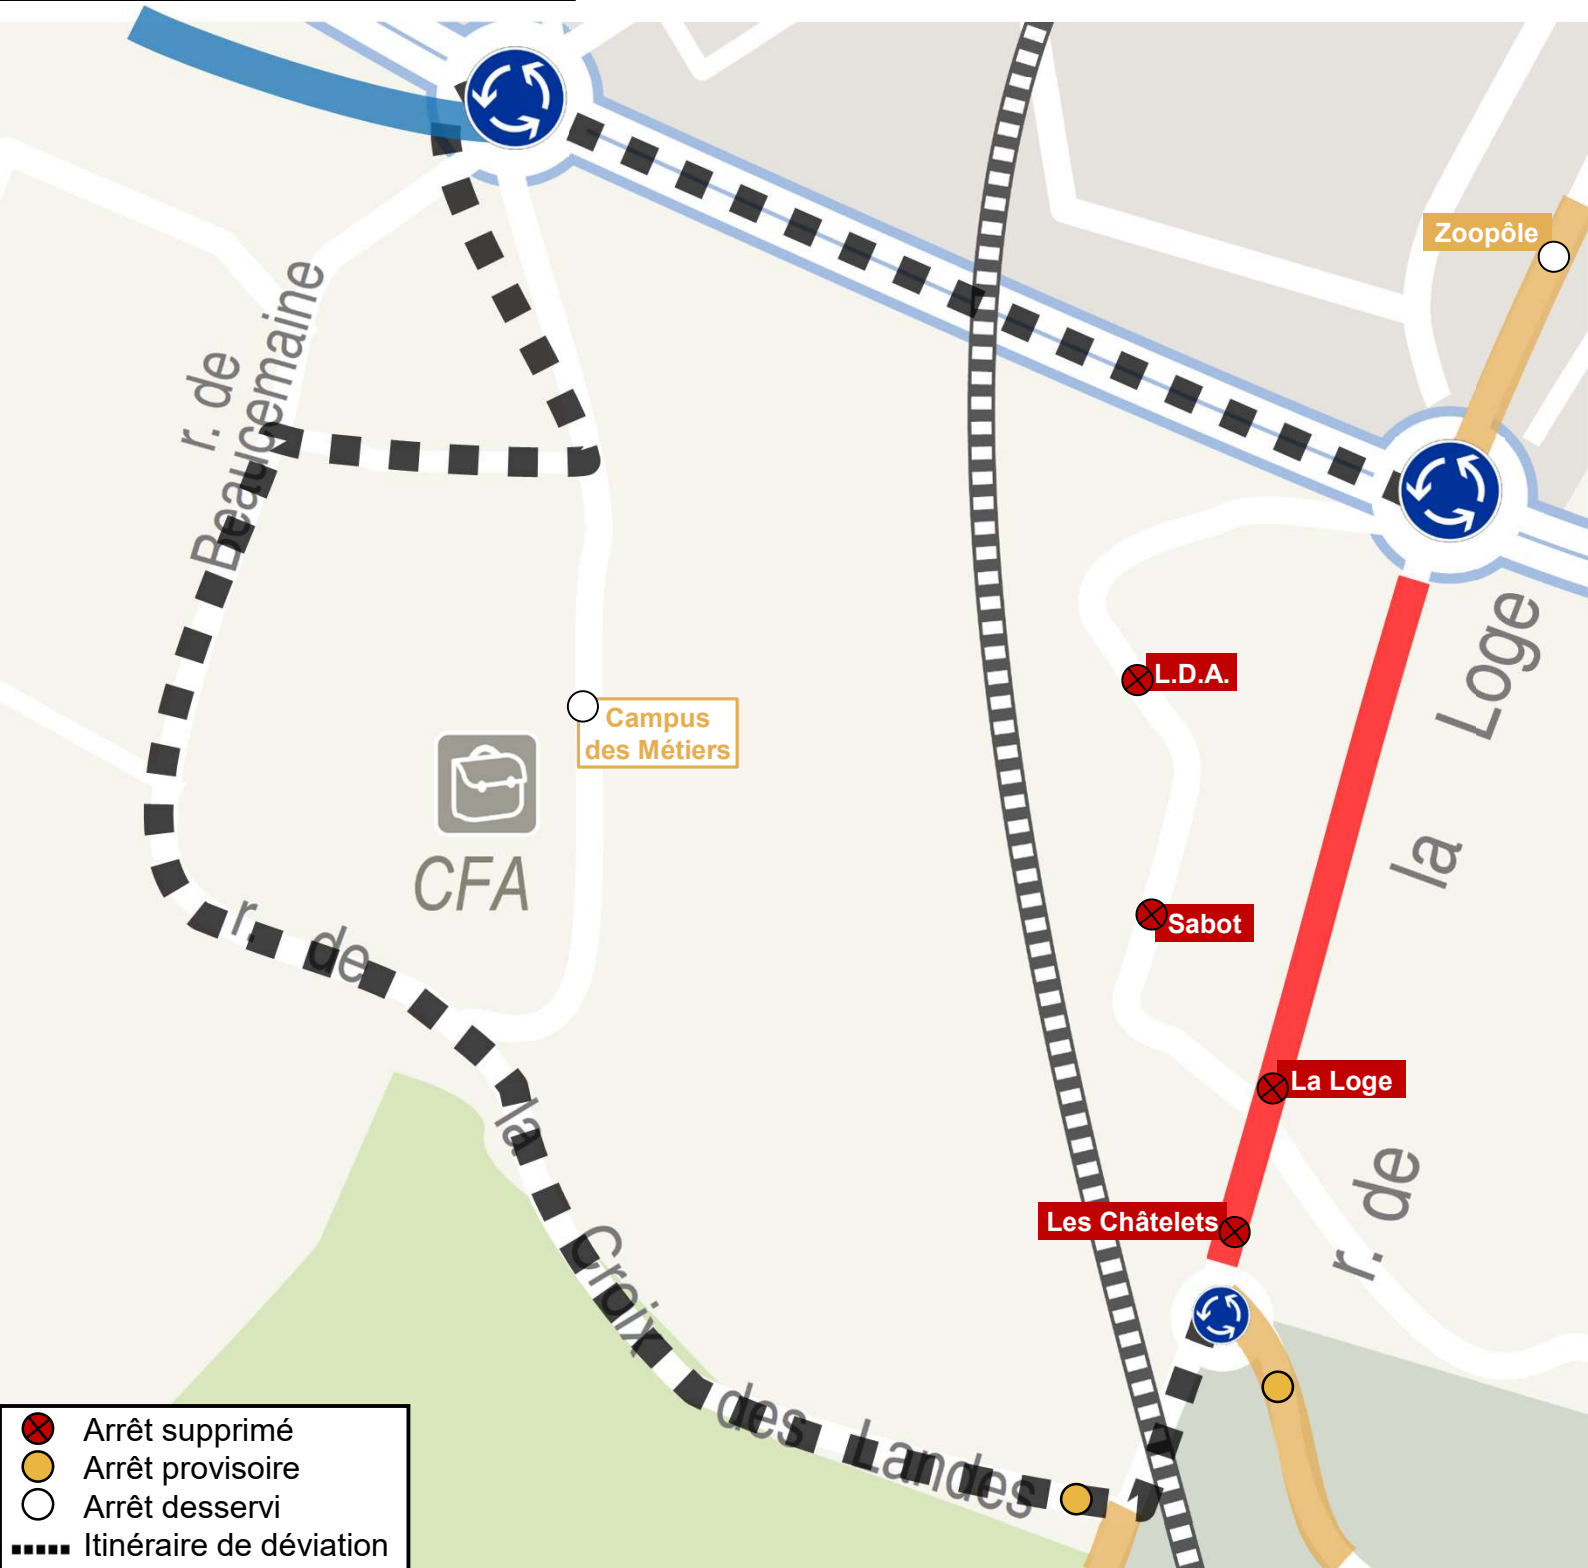 Zoopôle
r. de
Beaucemaine
L.D.A.
Campus
des Métiers
CFA
Sabot
La Loge
Les Châtelets
r. de la Loge
r. de la Croix des Landes
Arrêt supprimé
Arrêt provisoire
Arrêt desservi
Itinéraire de déviation